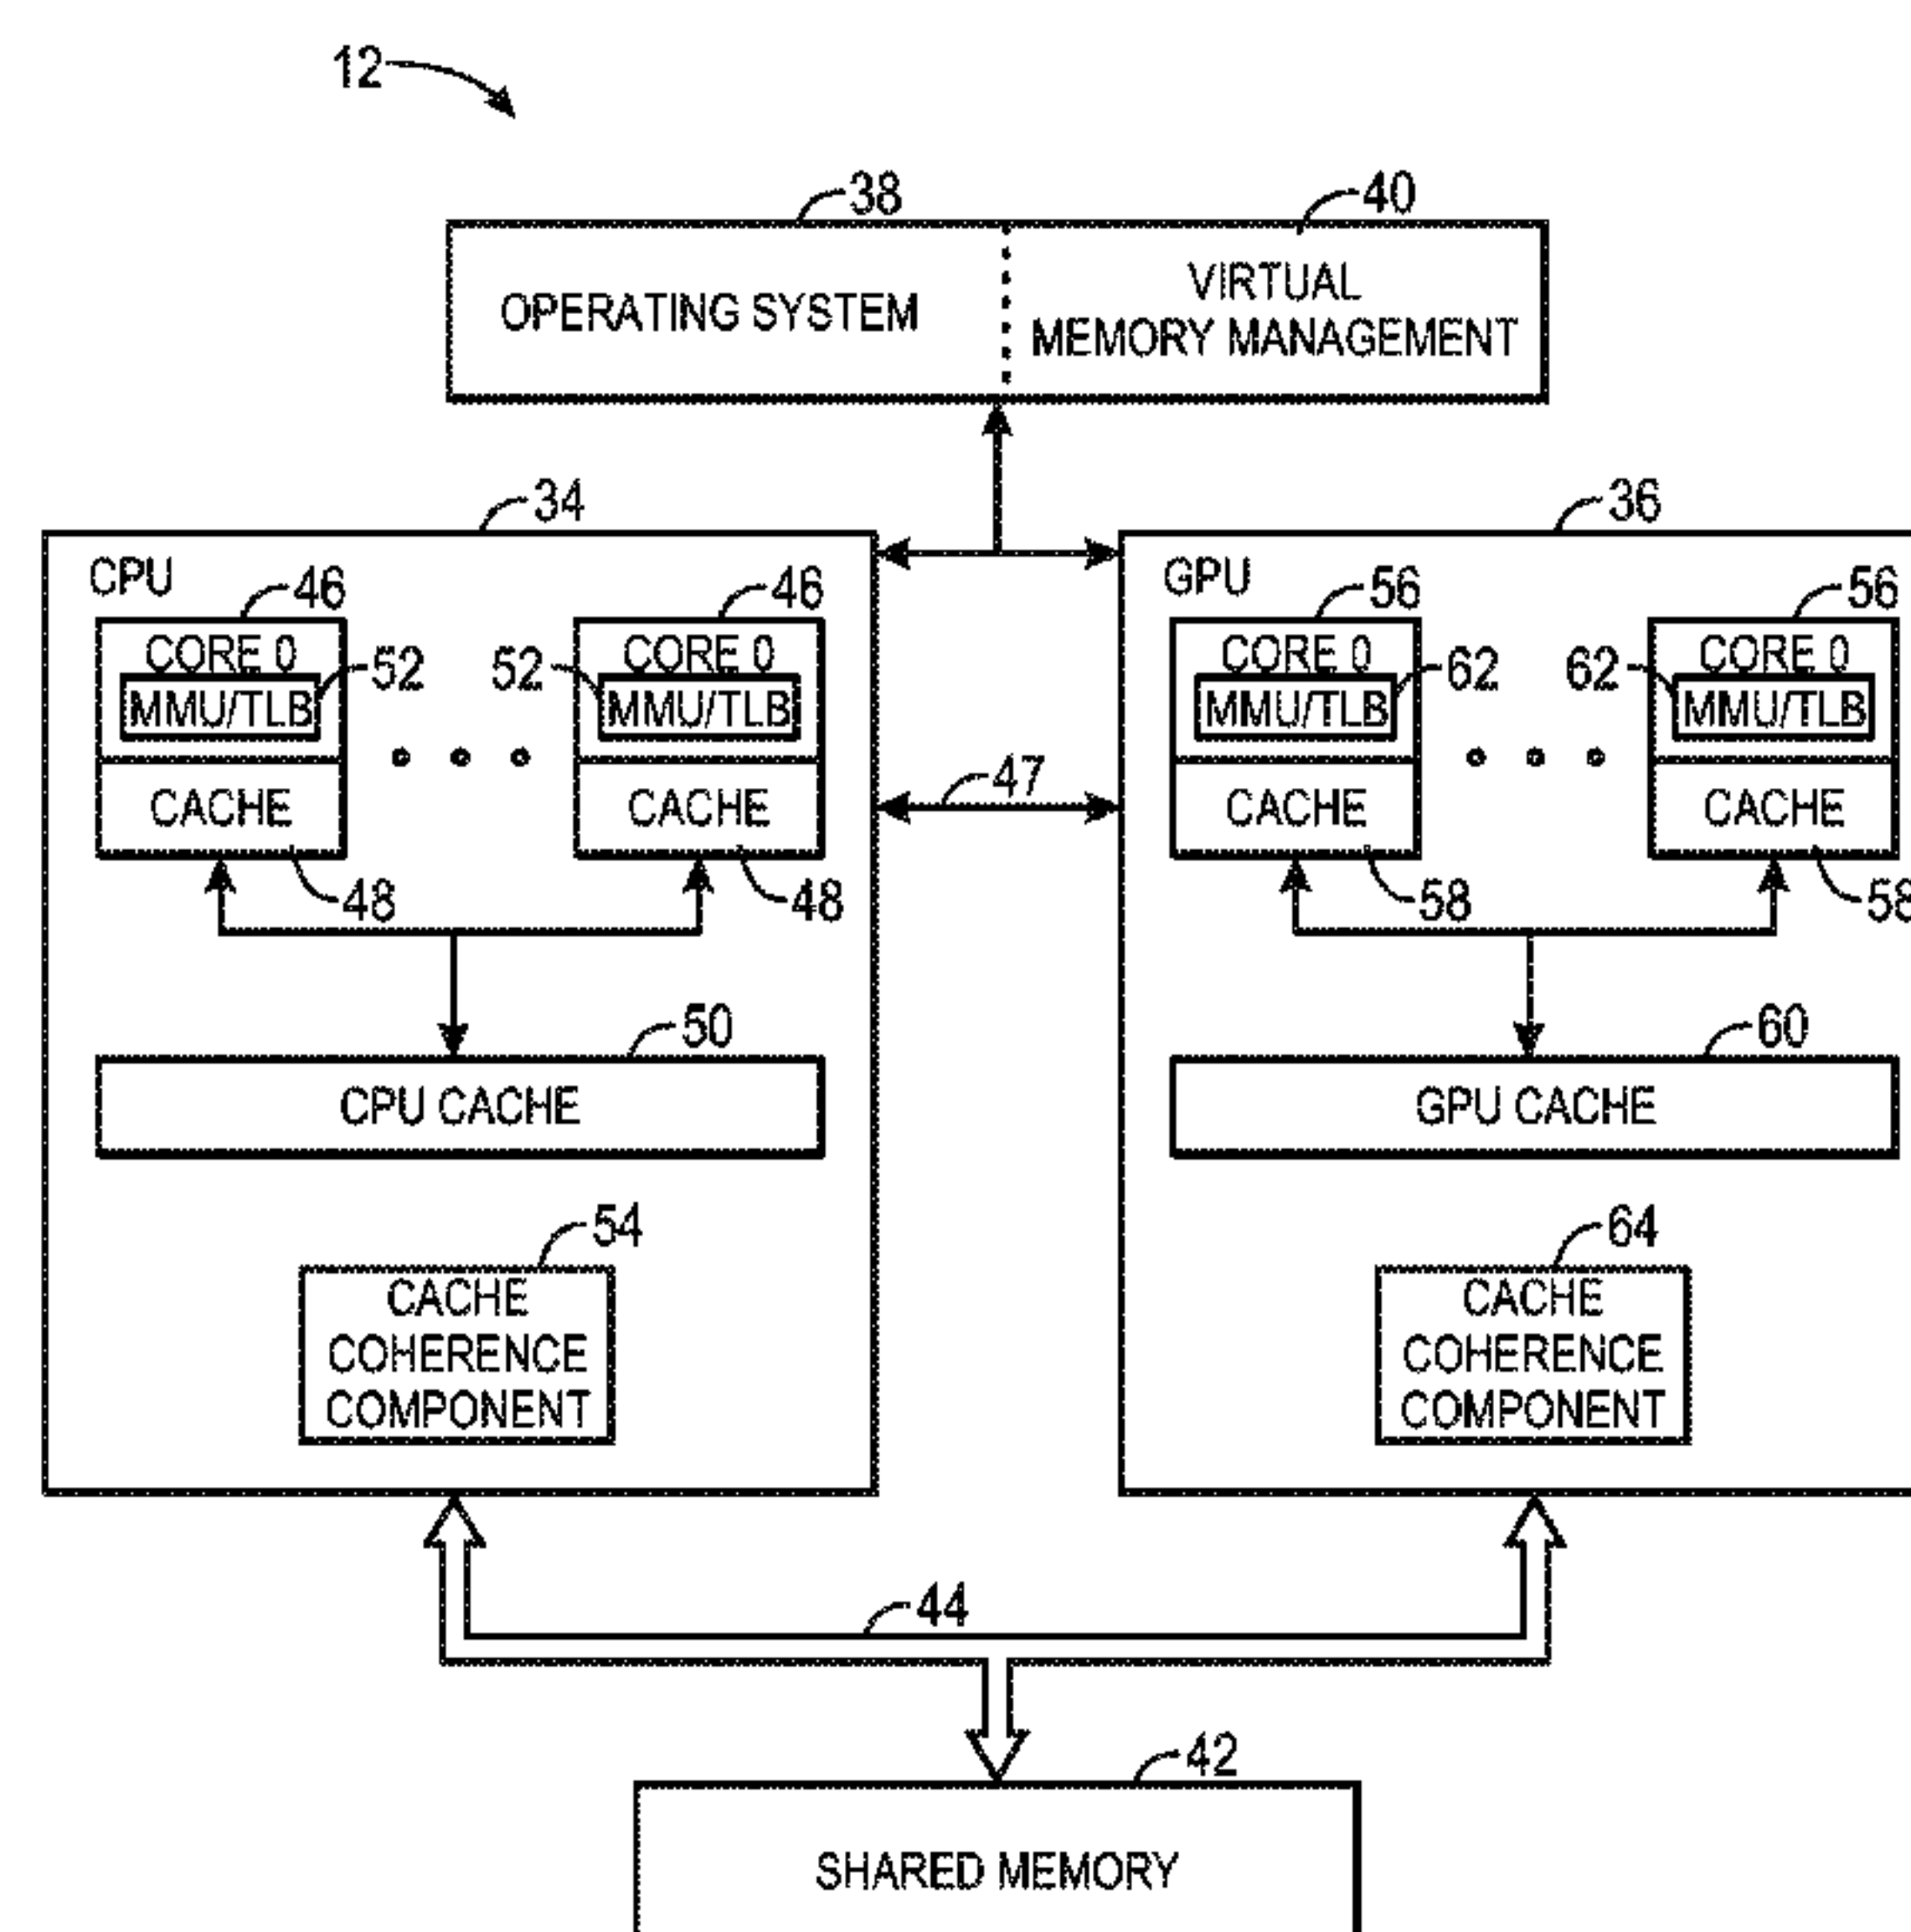 12
38
40
OPERATING SYSTEM
VIRTUAL
MEMORY MANAGEMENT
34
36
CPU
GPU
46
46
56
56
CORE 0
CORE 0
CORE 0
CORE 0
52
52
62
62
MMU/TLB
MMU/TLB
MMU/TLB
MMU/TLB
47
CACHE
CACHE
CACHE
CACHE
48
48
58
58
50
60
CPU CACHE
GPU CACHE
54
64
CACHE
COHERENCE
COMPONENT
CACHE
COHERENCE
COMPONENT
44
42
SHARED MEMORY